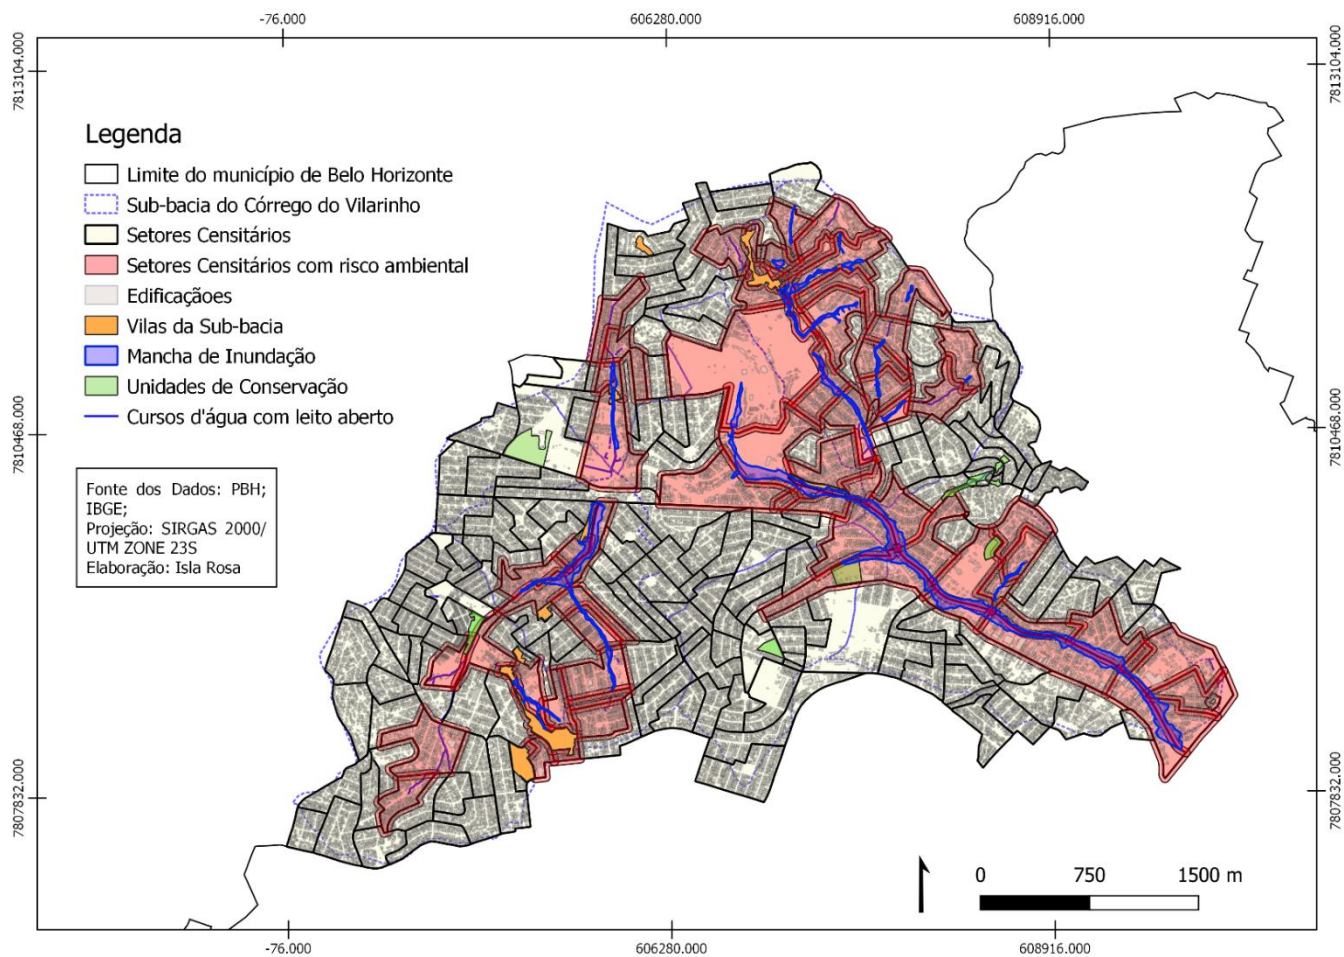 -76.000 606280.000 608916.000
7813104.000 7813104.000
Legenda
Limite do município de Belo Horizonte
Sub-bacia do Córrego do Vilarinho
Setores Censitários
Setores Censitários com risco ambiental
Edificaçãoes
Vilas da Sub-bacia
Mancha de Inundação
Unidades de Conservação
Cursos d'água com leito aberto
7810468.000 7810468.000
Fonte dos Dados: PBH;
IBGE;
Projeção: SIRGAS 2000/
UTM ZONE 23S
Elaboração: Isla Rosa
7807832.000 7807832.000
0 750 1500 m
-76.000 606280.000 608916.000